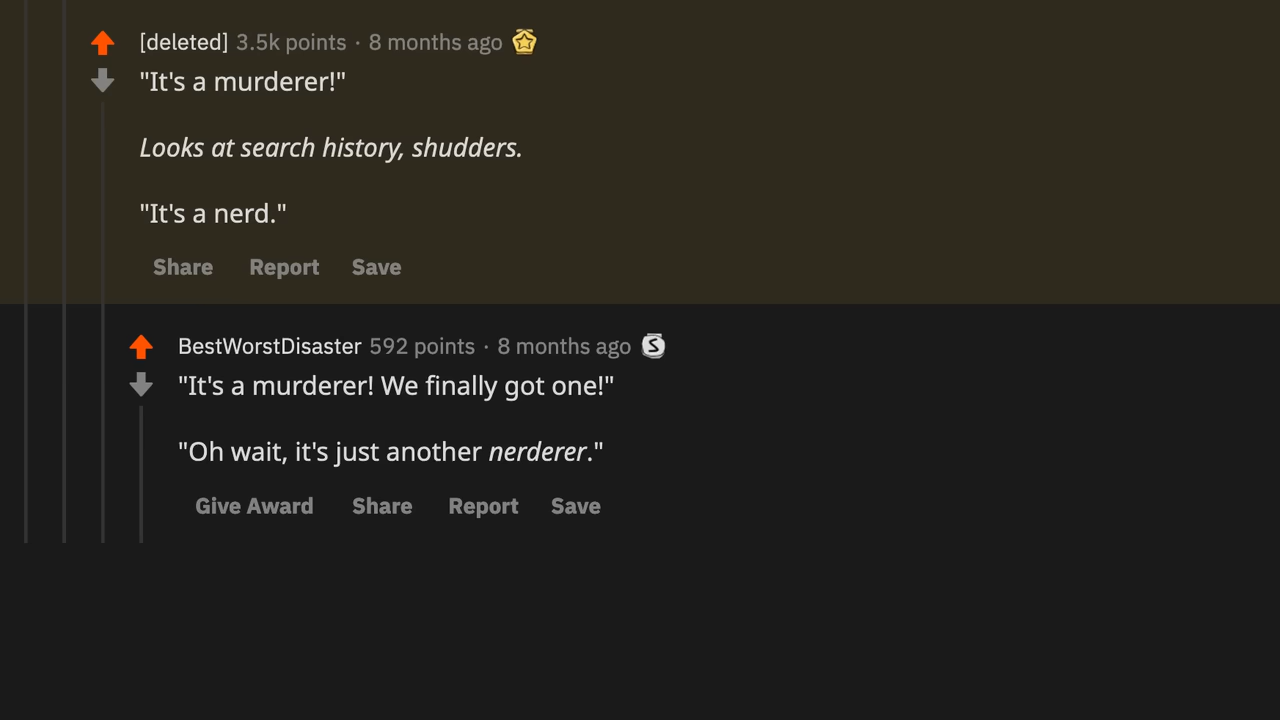 [deleted] 3.5k points · 8 months ago
"It's a murderer!"
Looks at search history, shudders.
"It's a nerd."
Share Report Save
BestWorstDisaster 592 points · 8 months ago S
"It's a murderer! We finally got one!"
"Oh wait, it's just another nerderer."
Give Award Share Report Save